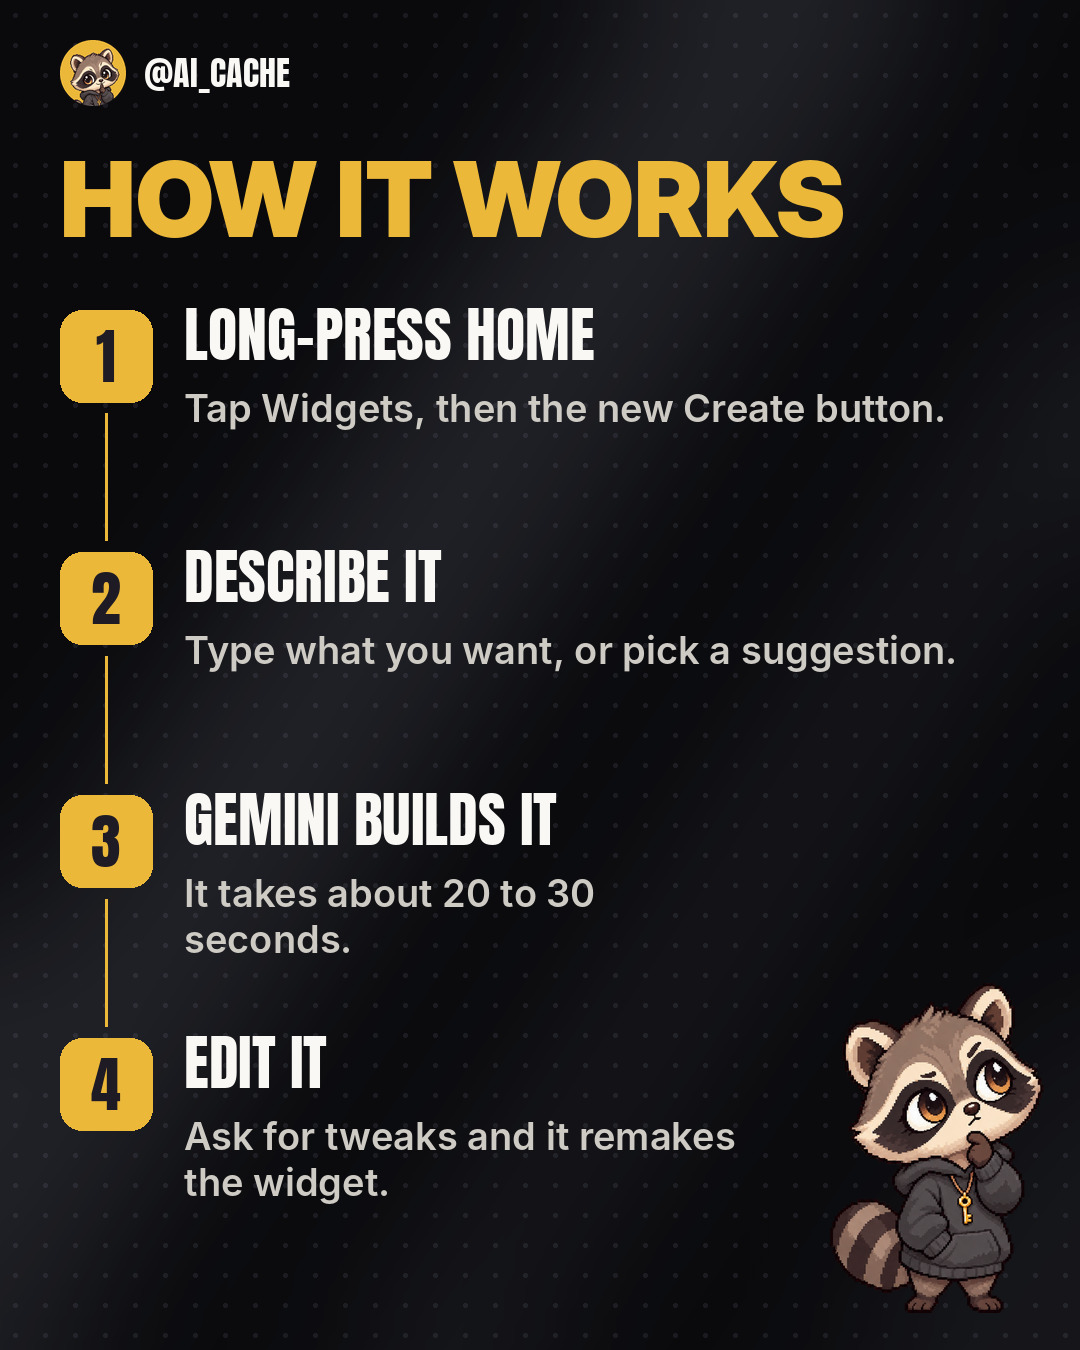 @AI_CACHE
HOW IT WORKS
1
LONG-PRESS HOME
Tap Widgets, then the new Create button.
2
DESCRIBE IT
Type what you want, or pick a suggestion.
3
GEMINI BUILDS IT
It takes about 20 to 30
seconds.
4
EDIT IT
Ask for tweaks and it remakes
the widget.